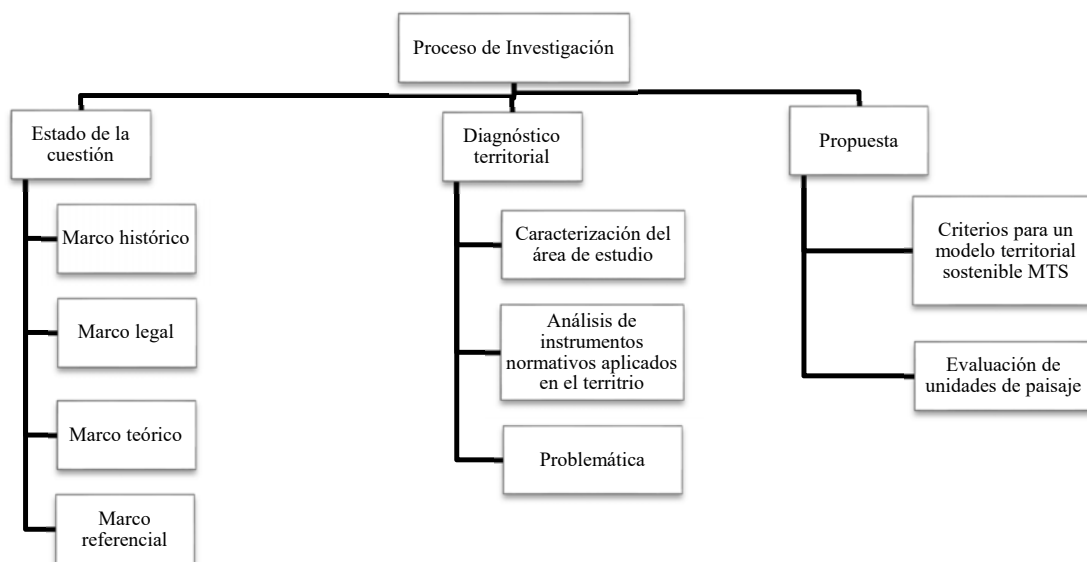 Proceso de Investigación
Estado de la
cuestión
Marco histórico
Marco legal
Marco teórico
Marco
referencial
Diagnóstico
territorial
Caracterización del
área de estudio
Análisis de
instrumentos
normativos aplicados
en el territrio
Problemática
Propuesta
Criterios para un
modelo territorial
sostenible MTS
Evaluación de
unidades de paisaje